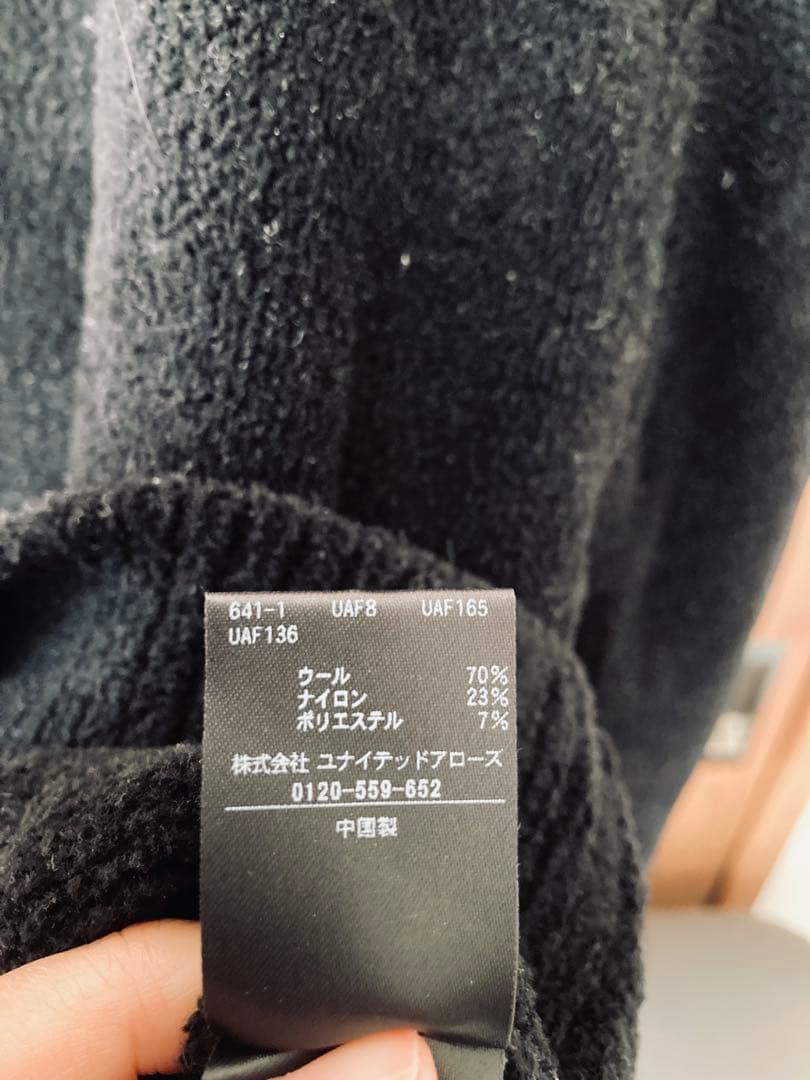 641-1 UAF8 UAF165
UAF136
ウール 70%
ナイロン 23%
ポリエステル 7%
株式会社 ユナイテッドアローズ
0120-559-652
中国製